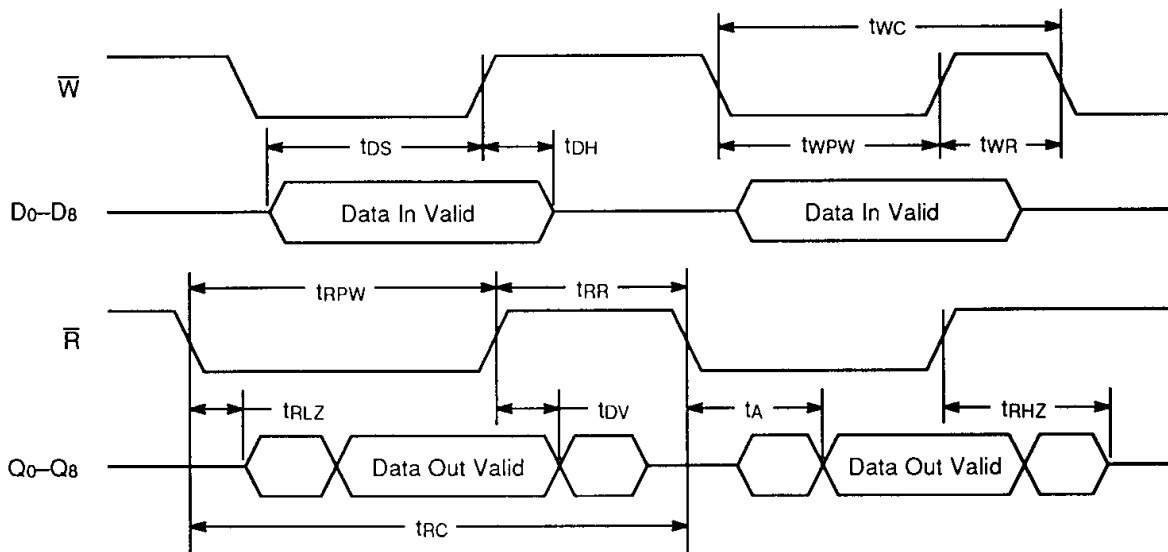 tWC
W̅
tDS
tDH
tWPW
tWR
D0–D8
Data In Valid
Data In Valid
tRPW
tRR
R̅
tRLZ
tDV
tA
tRHZ
Q0–Q8
Data Out Valid
Data Out Valid
tRC